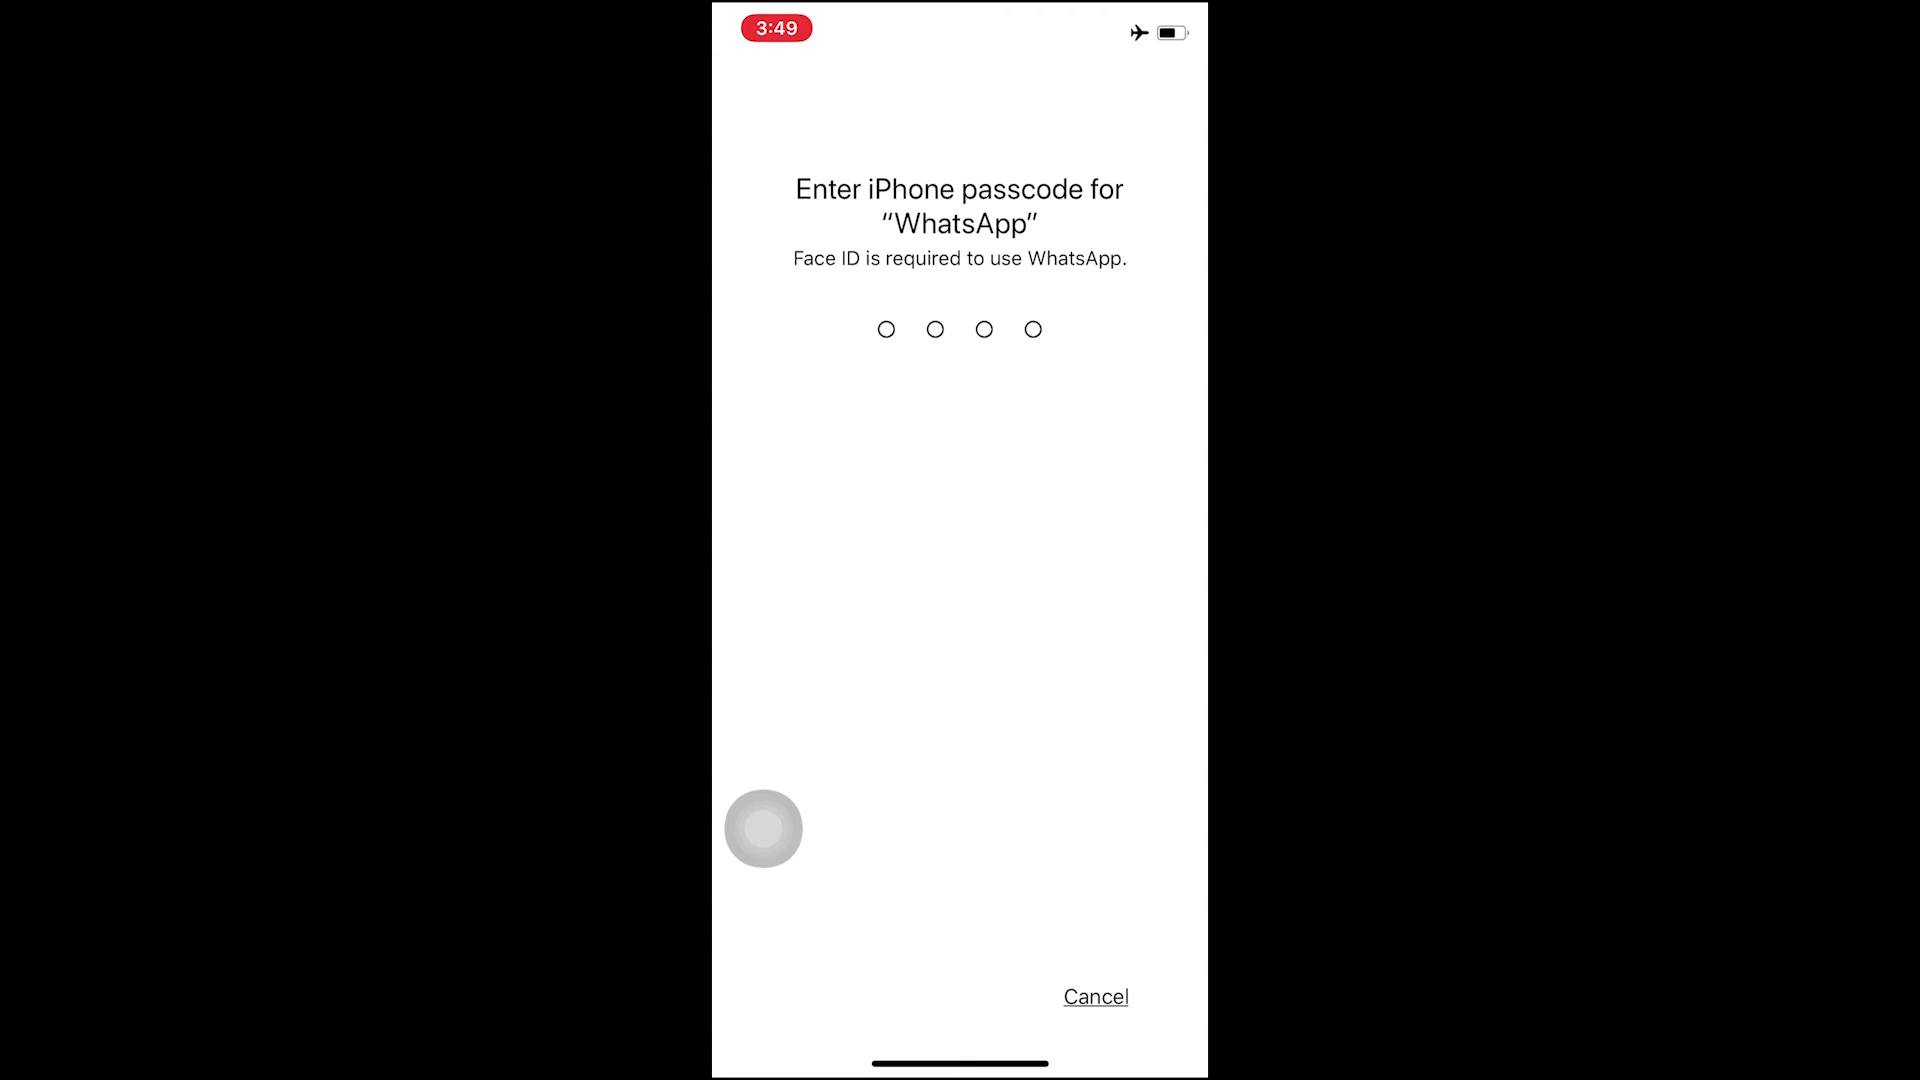 3:49
Enter iPhone passcode for
“WhatsApp”
Face ID is required to use WhatsApp.
Cancel